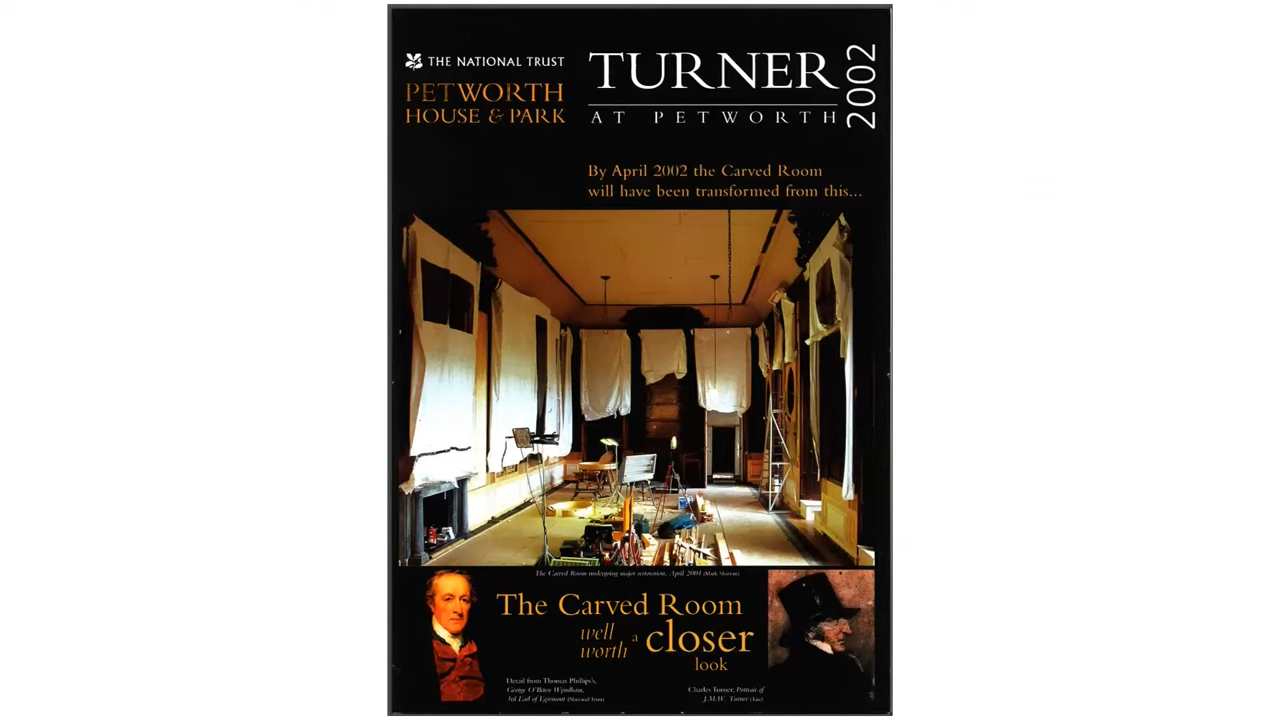 THE NATIONAL TRUST
PETWORTH
HOUSE & PARK
TURNER
AT PETWORTH
2002
By April 2002 the Carved Room
will have been transformed from this...
The Carved Room undergoing major restoration, April 2001
The Carved Room
well
worth a closer
look
Detail from Thomas Phillips's,
George O'Brien Wyndham,
3rd Earl of Egremont (National Trust)
Charles Turner, Portrait of
J.M.W. Turner